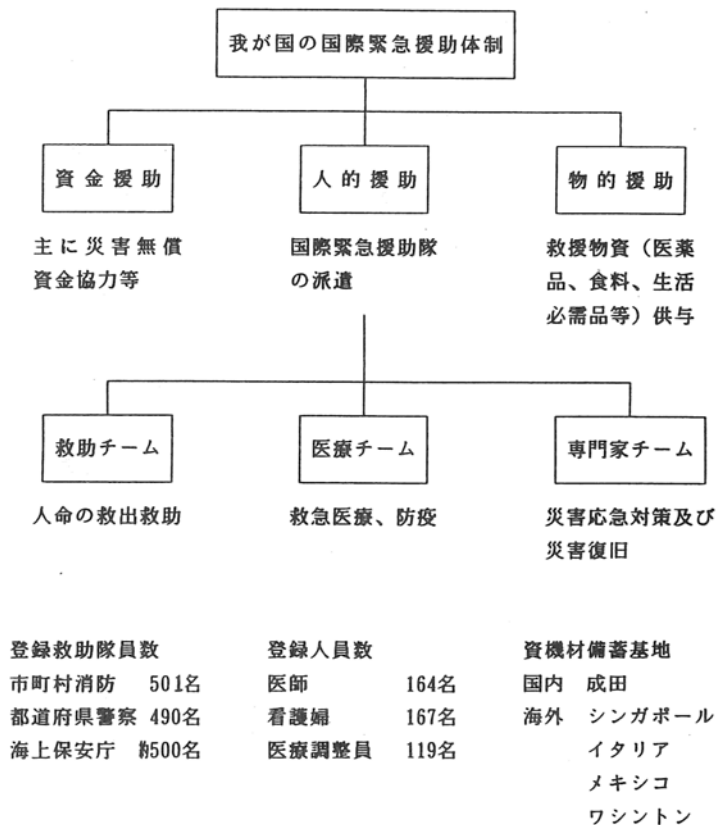 我が国の国際緊急援助体制
資金援助
人的援助
物的援助
主に災害無償
資金協力等
国際緊急援助隊
の派遣
救援物資(医薬
品、食料、生活
必需品等)供与
救助チーム
医療チーム
専門家チーム
人命の救出救助
救急医療、防疫
災害応急対策及び
災害復旧
登録救助隊員数
市町村消防 501名
都道府県警察 490名
海上保安庁 約500名
登録人員数
医師 164名
看護婦 167名
医療調整員 119名
資機材備蓄基地
国内 成田
海外 シンガポール
イタリア
メキシコ
ワシントン